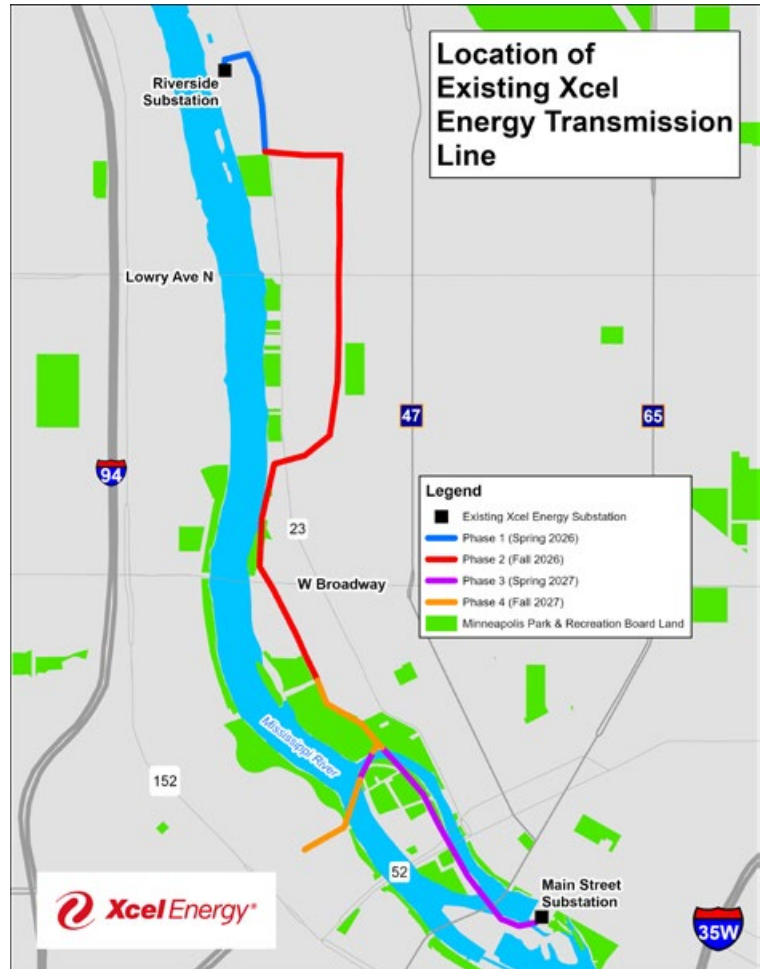 Location of
Existing Xcel
Energy Transmission
Line
Riverside
Substation
Lowry Ave N
47
65
94
Legend
Existing Xcel Energy Substation
Phase 1 (Spring 2026)
Phase 2 (Fall 2026)
Phase 3 (Spring 2027)
Phase 4 (Fall 2027)
Minneapolis Park & Recreation Board Land
23
W Broadway
Mississippi River
152
52
Main Street
Substation
Xcel Energy®
35W